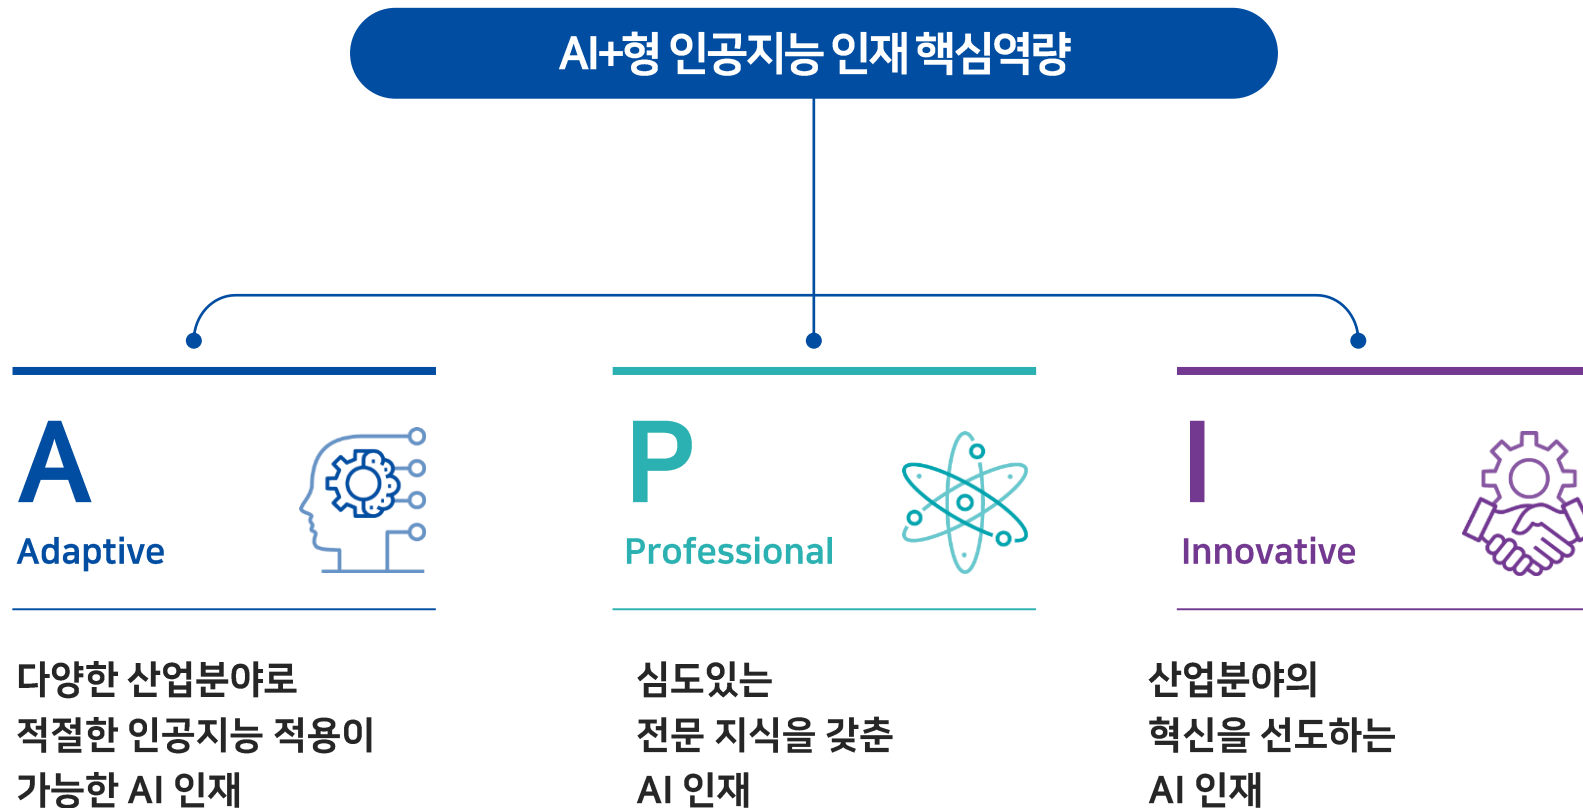 AI+형 인공지능 인재 핵심역량
A
Adaptive
다양한 산업분야로
적절한 인공지능 적용이
가능한 AI 인재
P
Professional
심도있는
전문 지식을 갖춘
AI 인재
I
Innovative
산업분야의
혁신을 선도하는
AI 인재